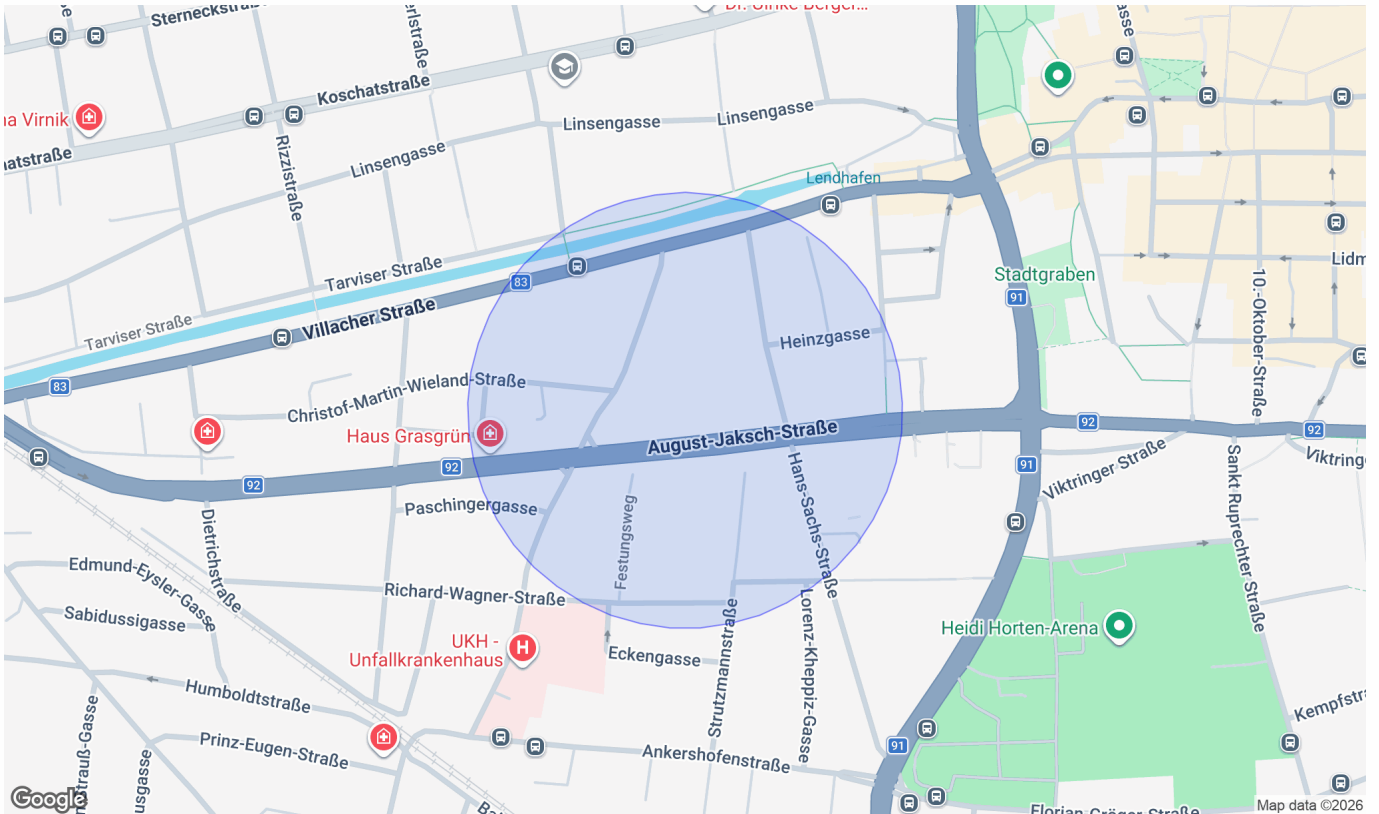 Sterneckstraß
Dr. Ulrike Berger...
Koschatstraße
na Virnik
Linsengasse
Linsengasse
Linsengasse
Rizzistraße
Lendhafen
Tarviser Straße
Tarviser Straße
Villacher Straße
83
83
91
Stadtgraben
Lidm
10.-Oktober-Straße
Heinzgasse
Christof-Martin-Wieland-Straße
Haus Grasgrün
August-Jaksch-Straße
92
92
92
92
91
Viktringer Straße
Viktring
Sankt Ruprechter Straße
Hans-Sachs-Straße
Paschingergasse
Festungsweg
Dietrichstraße
Edmund-Eysler-Gasse
Sabidussigasse
Richard-Wagner-Straße
UKH -
Unfallkrankenhaus
H
Eckengasse
Strutzmannstraße
Lorenz-Kheppiz-Gasse
Heidi Horten-Arena
Humboldtstraße
Prinz-Eugen-Straße
Ankershofenstraße
91
Kempfstra
Florian-Gröger-Straße
Google
Map data ©2026